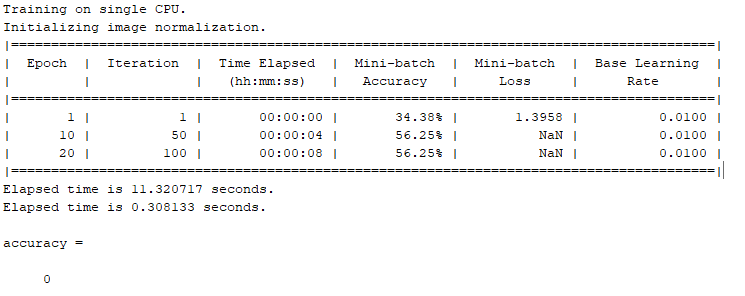 Training on single CPU.
Initializing image normalization.
|========================================================================================|
|  Epoch  |  Iteration  |  Time Elapsed  |  Mini-batch  |  Mini-batch  |  Base Learning  |
|         |             |   (hh:mm:ss)   |   Accuracy   |     Loss     |      Rate       |
|========================================================================================|
|       1 |           1 |       00:00:00 |       34.38% |       1.3958 |          0.0100 |
|      10 |          50 |       00:00:04 |       56.25% |          NaN |          0.0100 |
|      20 |         100 |       00:00:08 |       56.25% |          NaN |          0.0100 |
|========================================================================================|
Elapsed time is 11.320717 seconds.
Elapsed time is 0.308133 seconds.
accuracy =
0